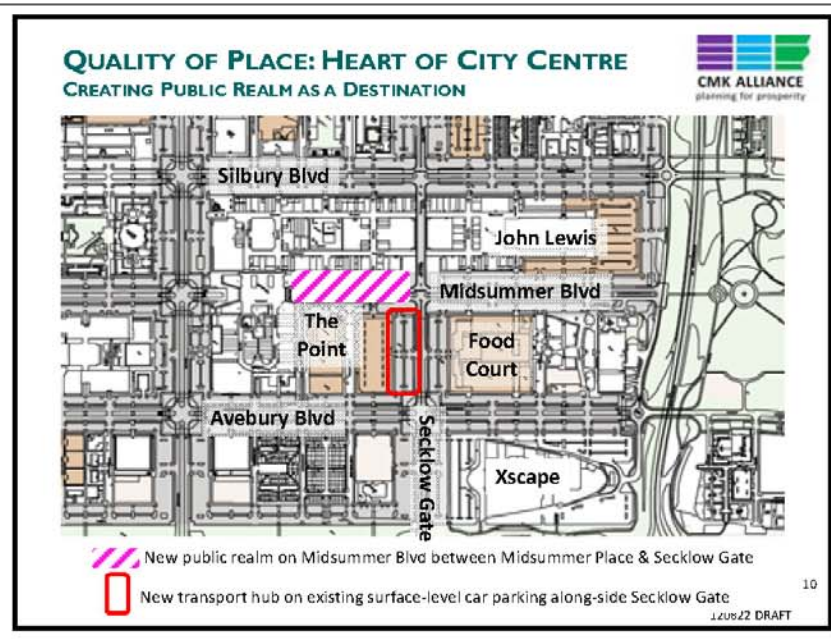 QUALITY OF PLACE: HEART OF CITY CENTRE
CREATING PUBLIC REALM AS A DESTINATION
CMK ALLIANCE
planning for prosperity
Silbury Blvd
John Lewis
Midsummer Blvd
The
Point
Food
Court
Avebury Blvd
Secklow Gate
Xscape
New public realm on Midsummer Blvd between Midsummer Place & Secklow Gate
New transport hub on existing surface-level car parking along-side Secklow Gate
10
120822 DRAFT